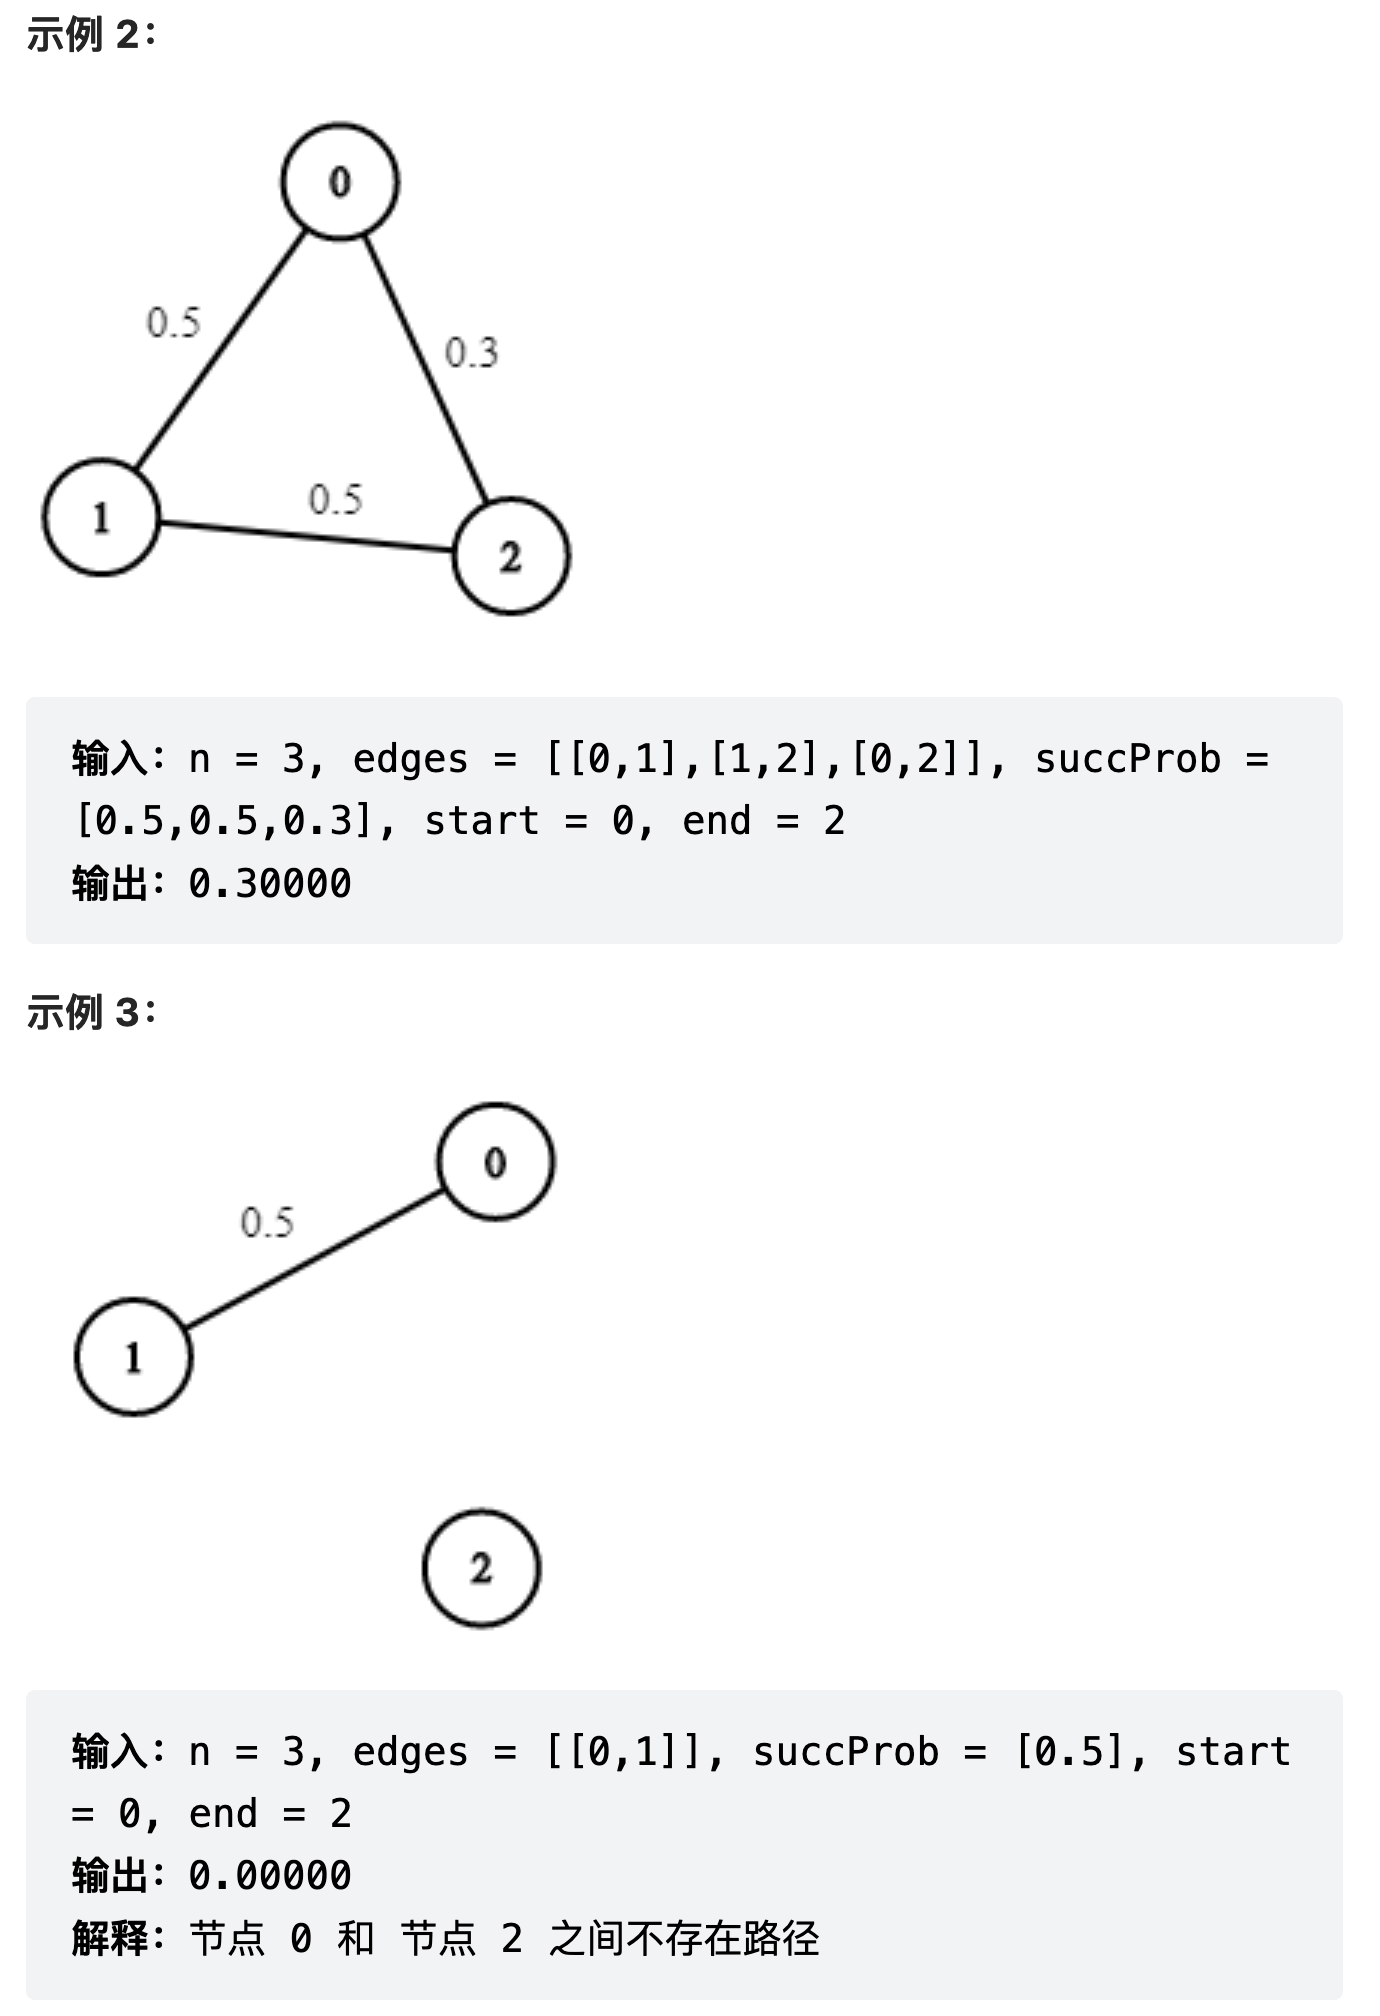 示例 2：
0
0.5
0.3
0.5
1
2
输入：n = 3, edges = [[0,1],[1,2],[0,2]], succProb =
[0.5,0.5,0.3], start = 0, end = 2
输出：0.30000
示例 3：
0
0.5
1
2
输入：n = 3, edges = [[0,1]], succProb = [0.5], start
= 0, end = 2
输出：0.00000
解释：节点 0 和 节点 2 之间不存在路径